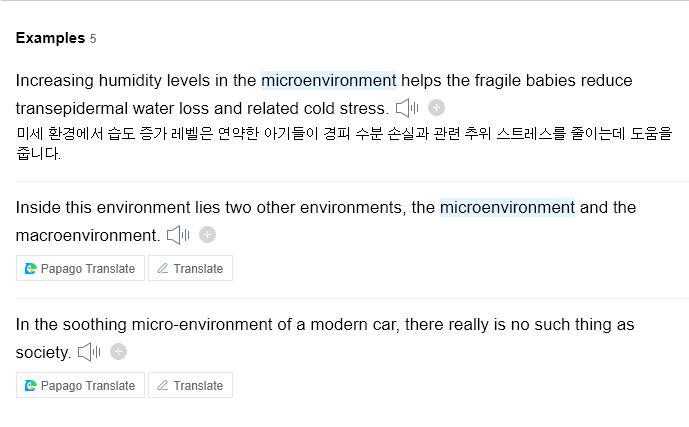 Examples 5
Increasing humidity levels in the microenvironment helps the fragile babies reduce
transepidermal water loss and related cold stress.
미세 환경에서 습도 증가 레벨은 연약한 아기들이 경피 수분 손실과 관련 추위 스트레스를 줄이는데 도움을
줍니다.
Inside this environment lies two other environments, the microenvironment and the
macroenvironment.
Papago Translate Translate
In the soothing micro-environment of a modern car, there really is no such thing as
society.
Papago Translate Translate